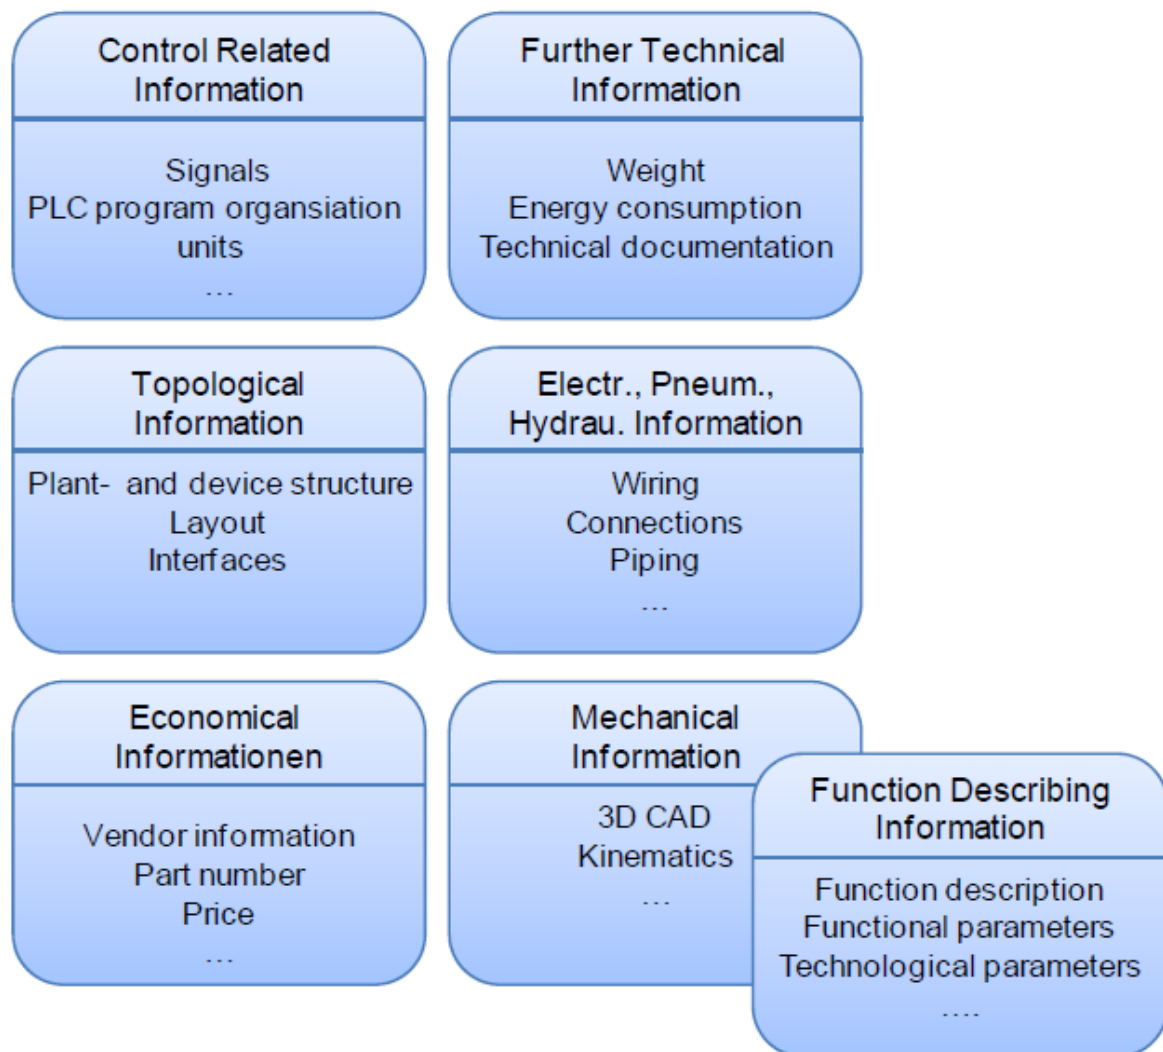 Control Related
Information
Signals
PLC program organsiation
units
...
Further Technical
Information
Weight
Energy consumption
Technical documentation
Topological
Information
Plant- and device structure
Layout
Interfaces
Electr., Pneum.,
Hydrau. Information
Wiring
Connections
Piping
...
Economical
Informationen
Vendor information
Part number
Price
...
Mechanical
Information
3D CAD
Kinematics
...
Function Describing
Information
Function description
Functional parameters
Technological parameters
....